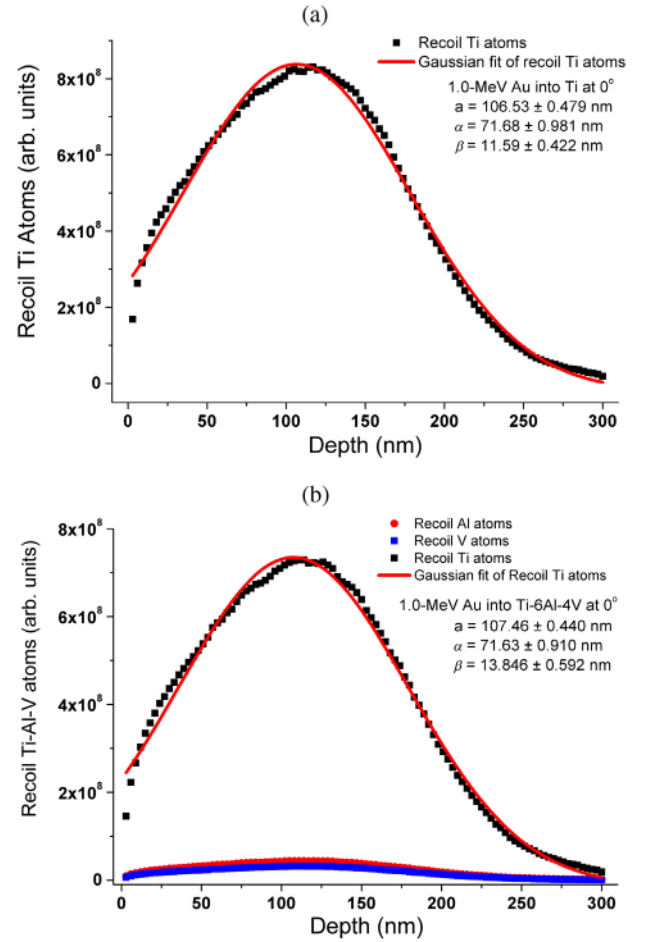 (a)
Recoil Ti atoms
Gaussian fit of recoil Ti atoms
1.0-MeV Au into Ti at 0°
a = 106.53 ± 0.479 nm
α = 71.68 ± 0.981 nm
β = 11.59 ± 0.422 nm
Recoil Ti Atoms (arb. units)
8x10⁸
6x10⁸
4x10⁸
2x10⁸
0
0 50 100 150 200 250 300
Depth (nm)
(b)
Recoil Al atoms
Recoil V atoms
Recoil Ti atoms
Gaussian fit of Recoil Ti atoms
1.0-MeV Au into Ti-6Al-4V at 0°
a = 107.46 ± 0.440 nm
α = 71.63 ± 0.910 nm
β = 13.846 ± 0.592 nm
Recoil Ti-Al-V atoms (arb. units)
8x10⁸
6x10⁸
4x10⁸
2x10⁸
0
0 50 100 150 200 250 300
Depth (nm)